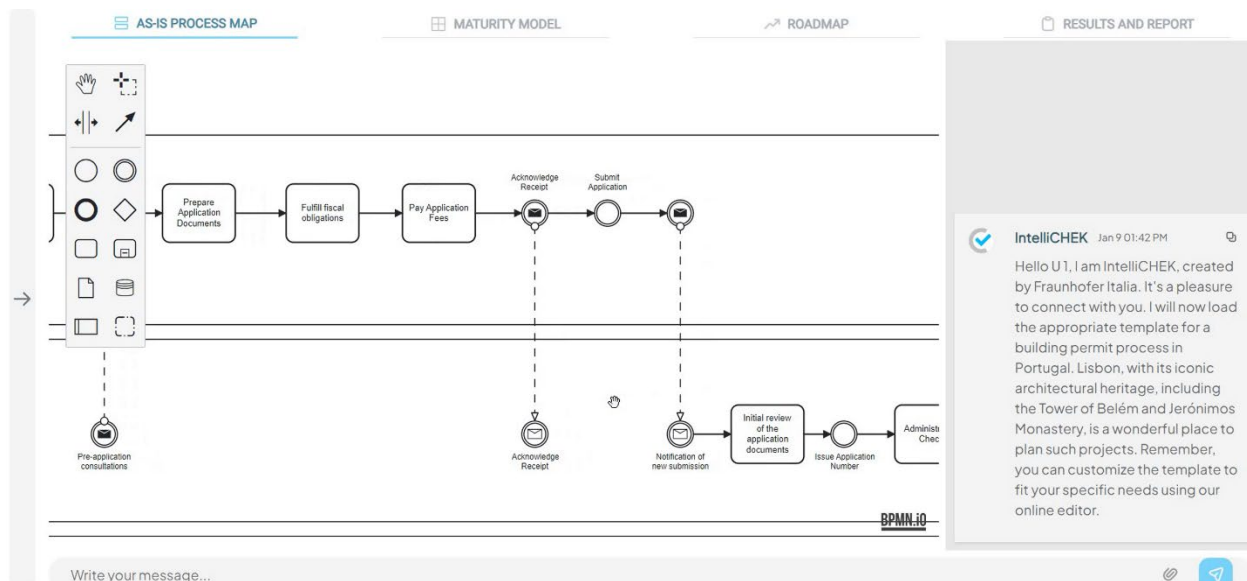 AS-IS PROCESS MAP
MATURITY MODEL
ROADMAP
RESULTS AND REPORT
Acknowledge
Receipt
Submit
Application
Prepare
Application
Documents
Fulfill fiscal
obligations
Pay Application
Fees
Pre-application
consultations
Acknowledge
Receipt
Notification of
new submission
Initial review
of the
application
documents
Issue Application
Number
Administ
Chec
BPMN.iO
IntelliCHEK Jan 9 01:42 PM
Hello U 1, I am IntelliCHEK, created
by Fraunhofer Italia. It's a pleasure
to connect with you. I will now load
the appropriate template for a
building permit process in
Portugal. Lisbon, with its iconic
architectural heritage, including
the Tower of Belém and Jerónimos
Monastery, is a wonderful place to
plan such projects. Remember,
you can customize the template to
fit your specific needs using our
online editor.
Write your message...